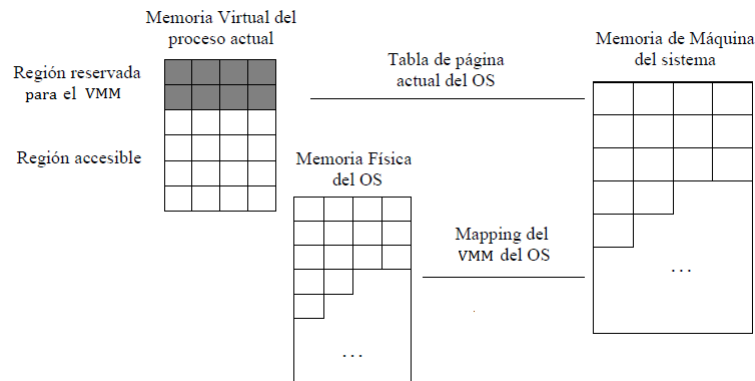 Memoria Virtual del
proceso actual
Región reservada
para el VMM
Región accesible
Tabla de página
actual del OS
Memoria de Máquina
del sistema
Memoria Física
del OS
Mapping del
VMM del OS
...
...